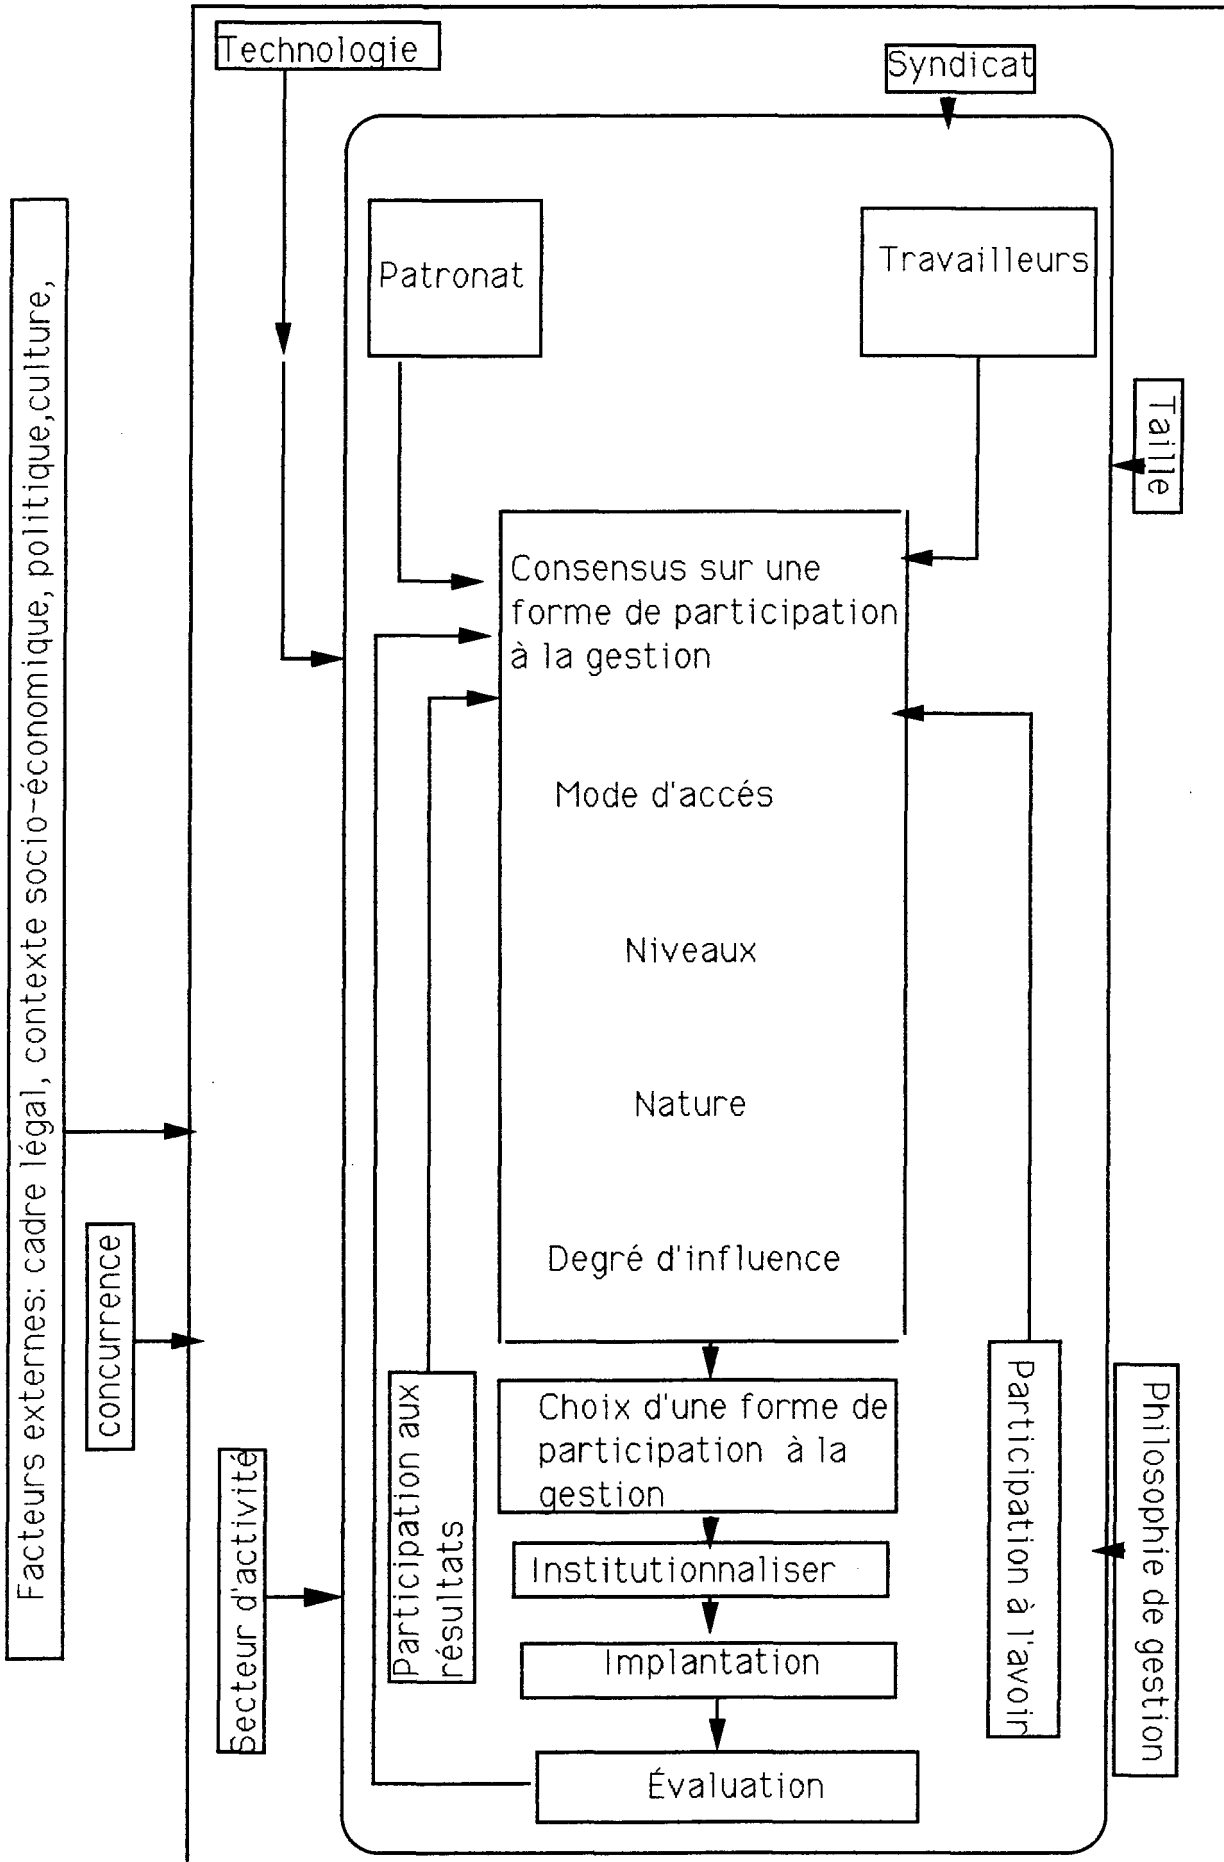 Technologie
Syndicat
Facteurs externes: cadre légal, contexte socio-économique, politique,culture,
Patronat
Travailleurs
Taille
Consensus sur une
forme de participation
à la gestion
Mode d'accés
Niveaux
Nature
Degré d'influence
concurrence
Secteur d'activité
Participation aux
résultats
Choix d'une forme de
participation à la
gestion
Participation à l'avoir
Philosophie de gestion
Institutionnaliser
Implantation
Évaluation